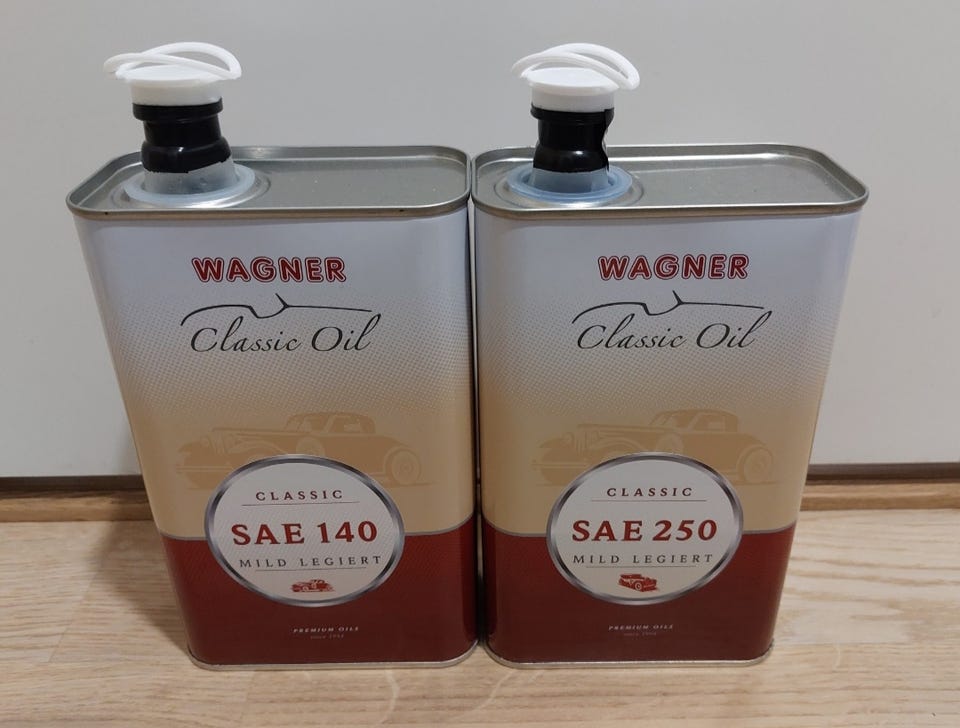 WAGNER
Classic Oil
CLASSIC
SAE 140
MILD LEGIERT
PREMIUM OILS
WAGNER
Classic Oil
CLASSIC
SAE 250
MILD LEGIERT
PREMIUM OILS